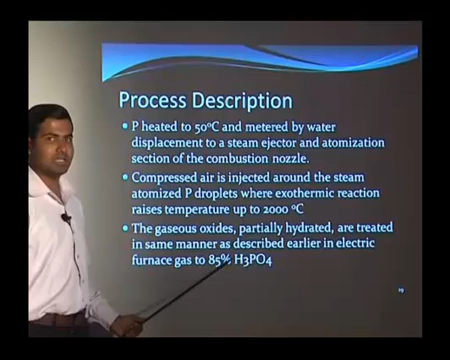 Process Description
• P heated to 50°C and metered by water
displacement to a steam ejector and atomization
section of the combustion nozzle.
• Compressed air is injected around the steam
atomized P droplets where exothermic reaction
raises temperature up to 2000 °C
• The gaseous oxides, partially hydrated, are treated
in same manner as described earlier in electric
furnace gas to 85% H3PO4